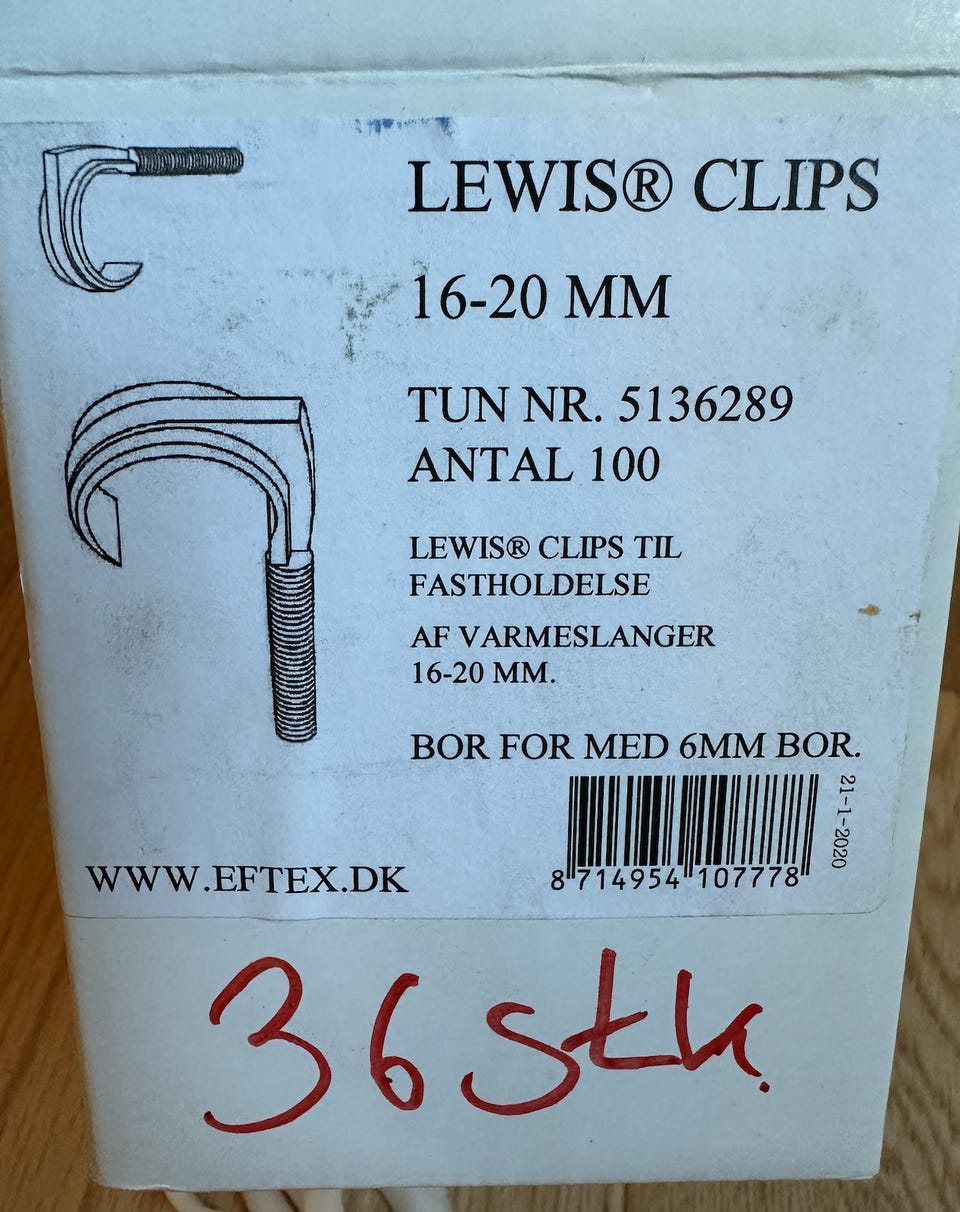 LEWIS® CLIPS
16-20 MM
TUN NR. 5136289
ANTAL 100
LEWIS® CLIPS TIL
FASTHOLDELSE
AF VARMESLANGER
16-20 MM.
BOR FOR MED 6MM BOR.
21-1-2020
WWW.EFTEX.DK
8 714954 107778
36 stk.